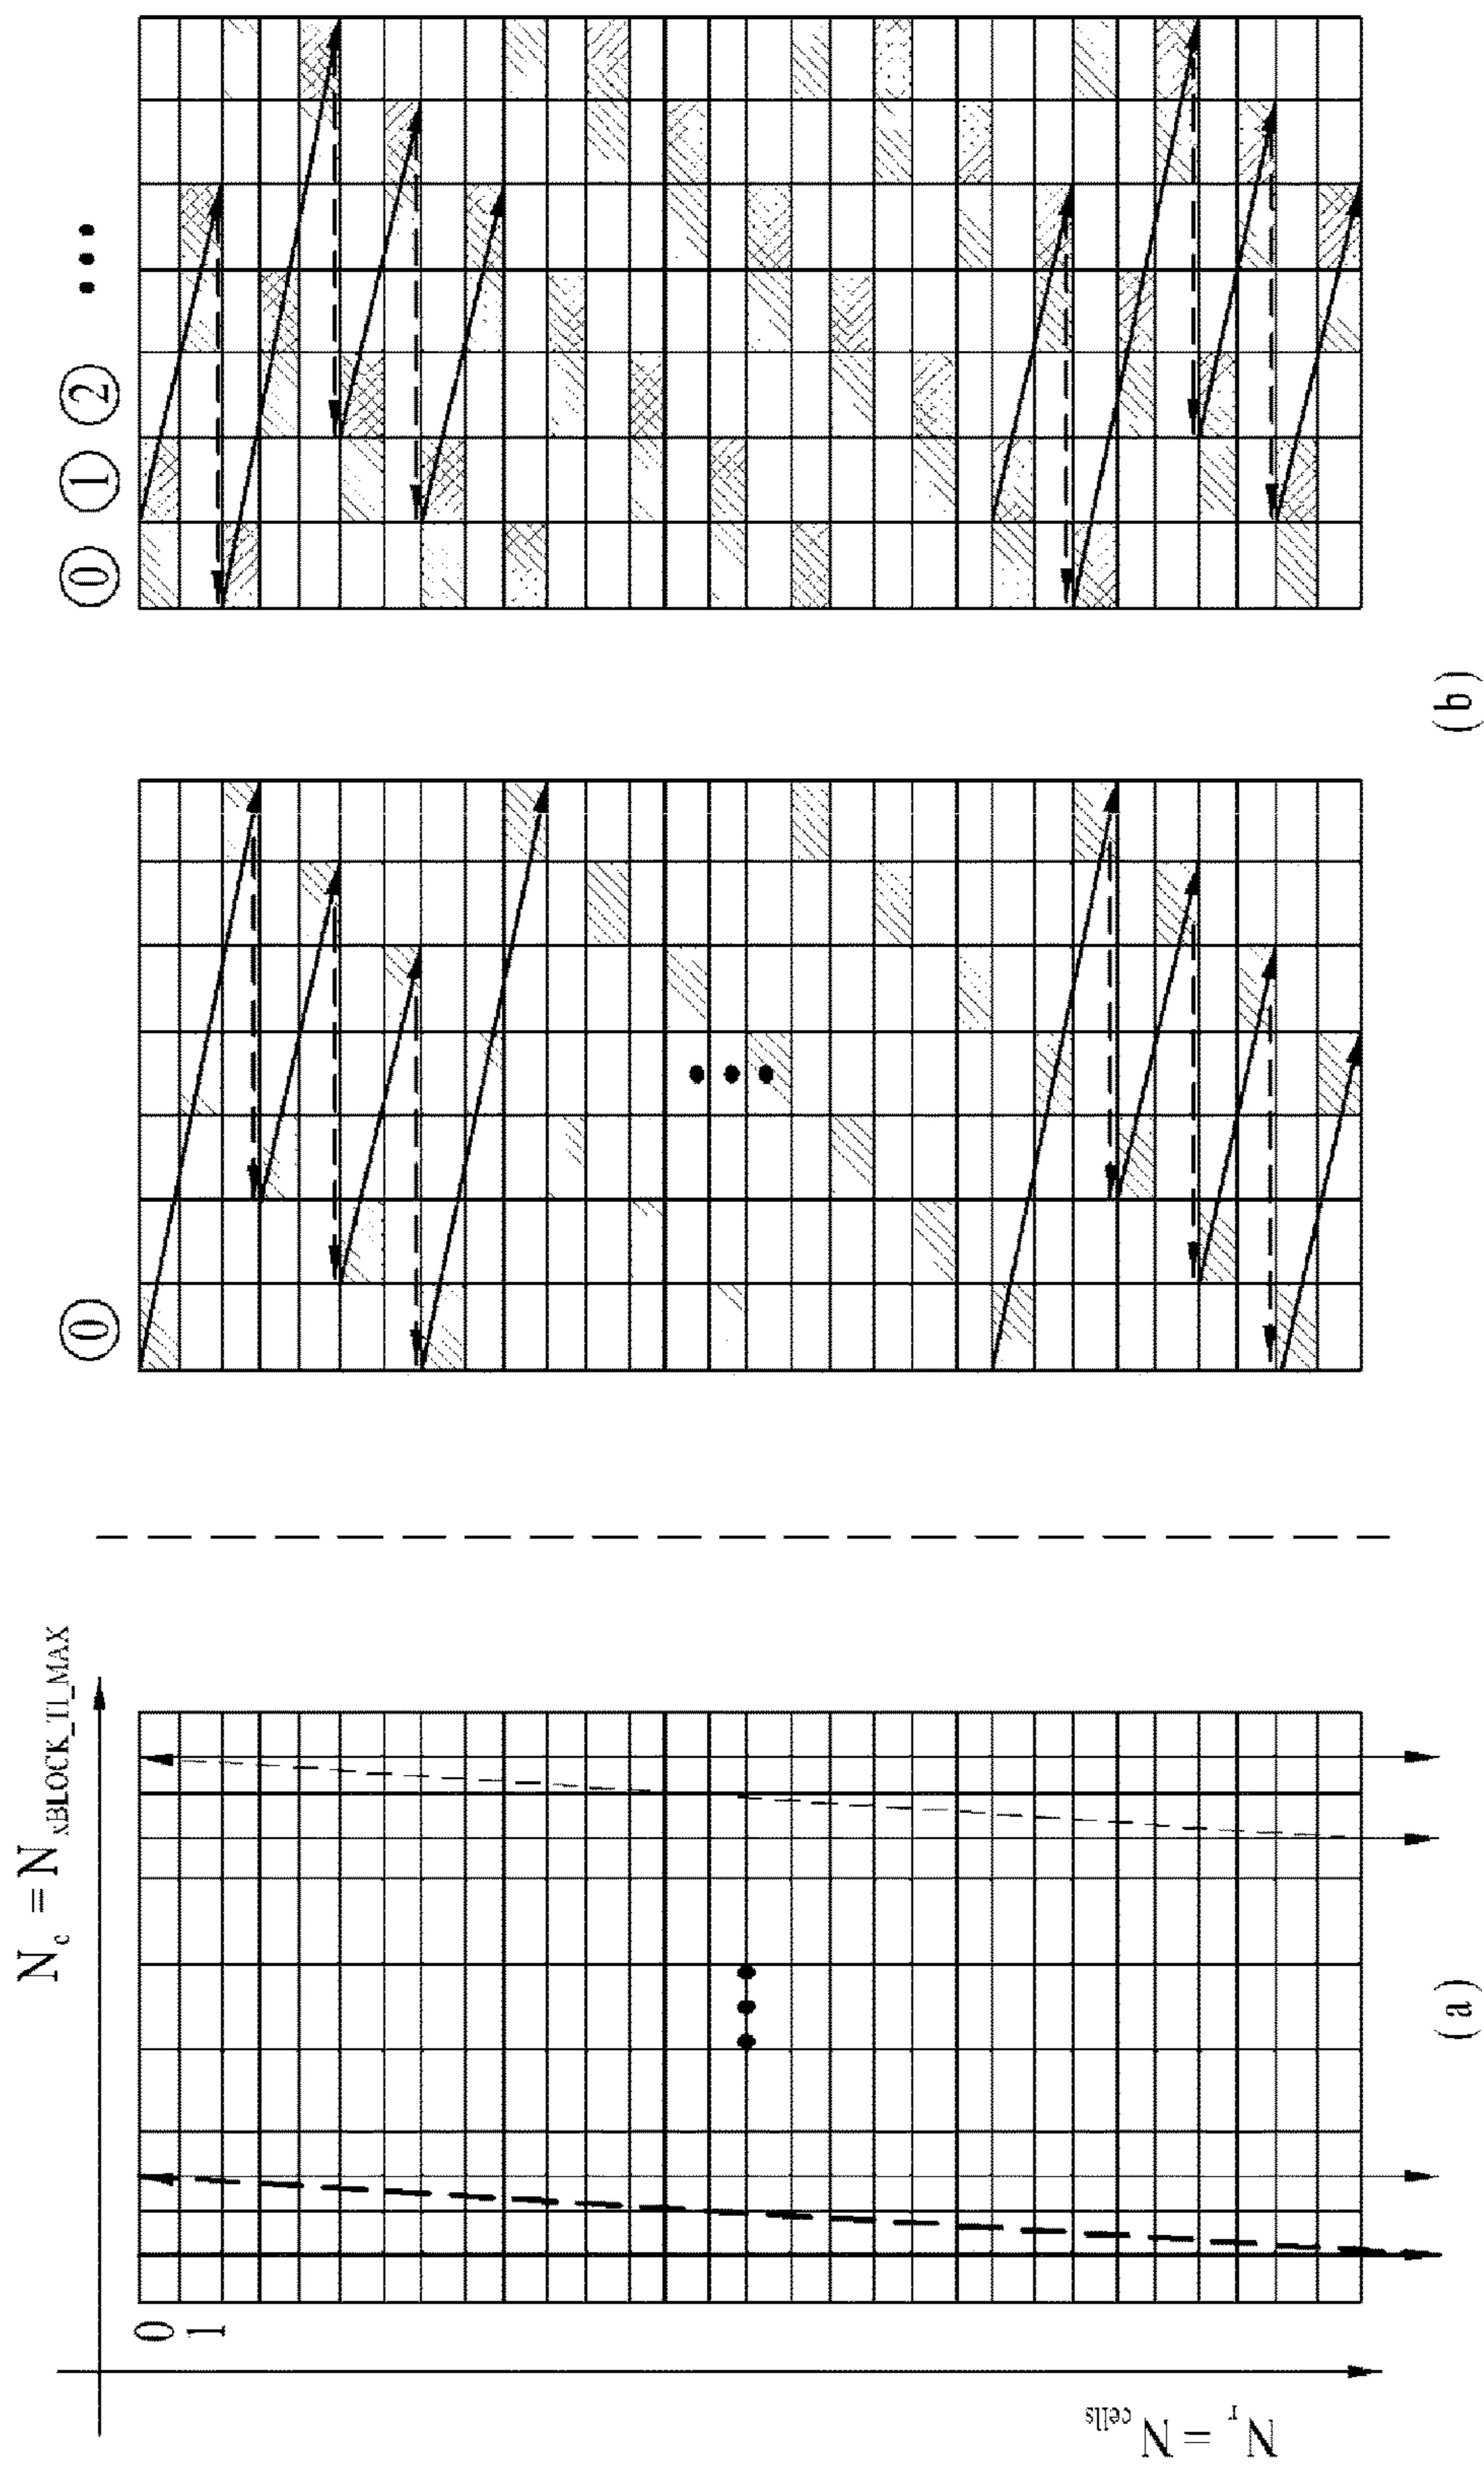 N_c = N_xBLOCK_TI_MAX
0
1
N_r = N_cells
(a)
⓪
⓪ ① ② •••
(b)